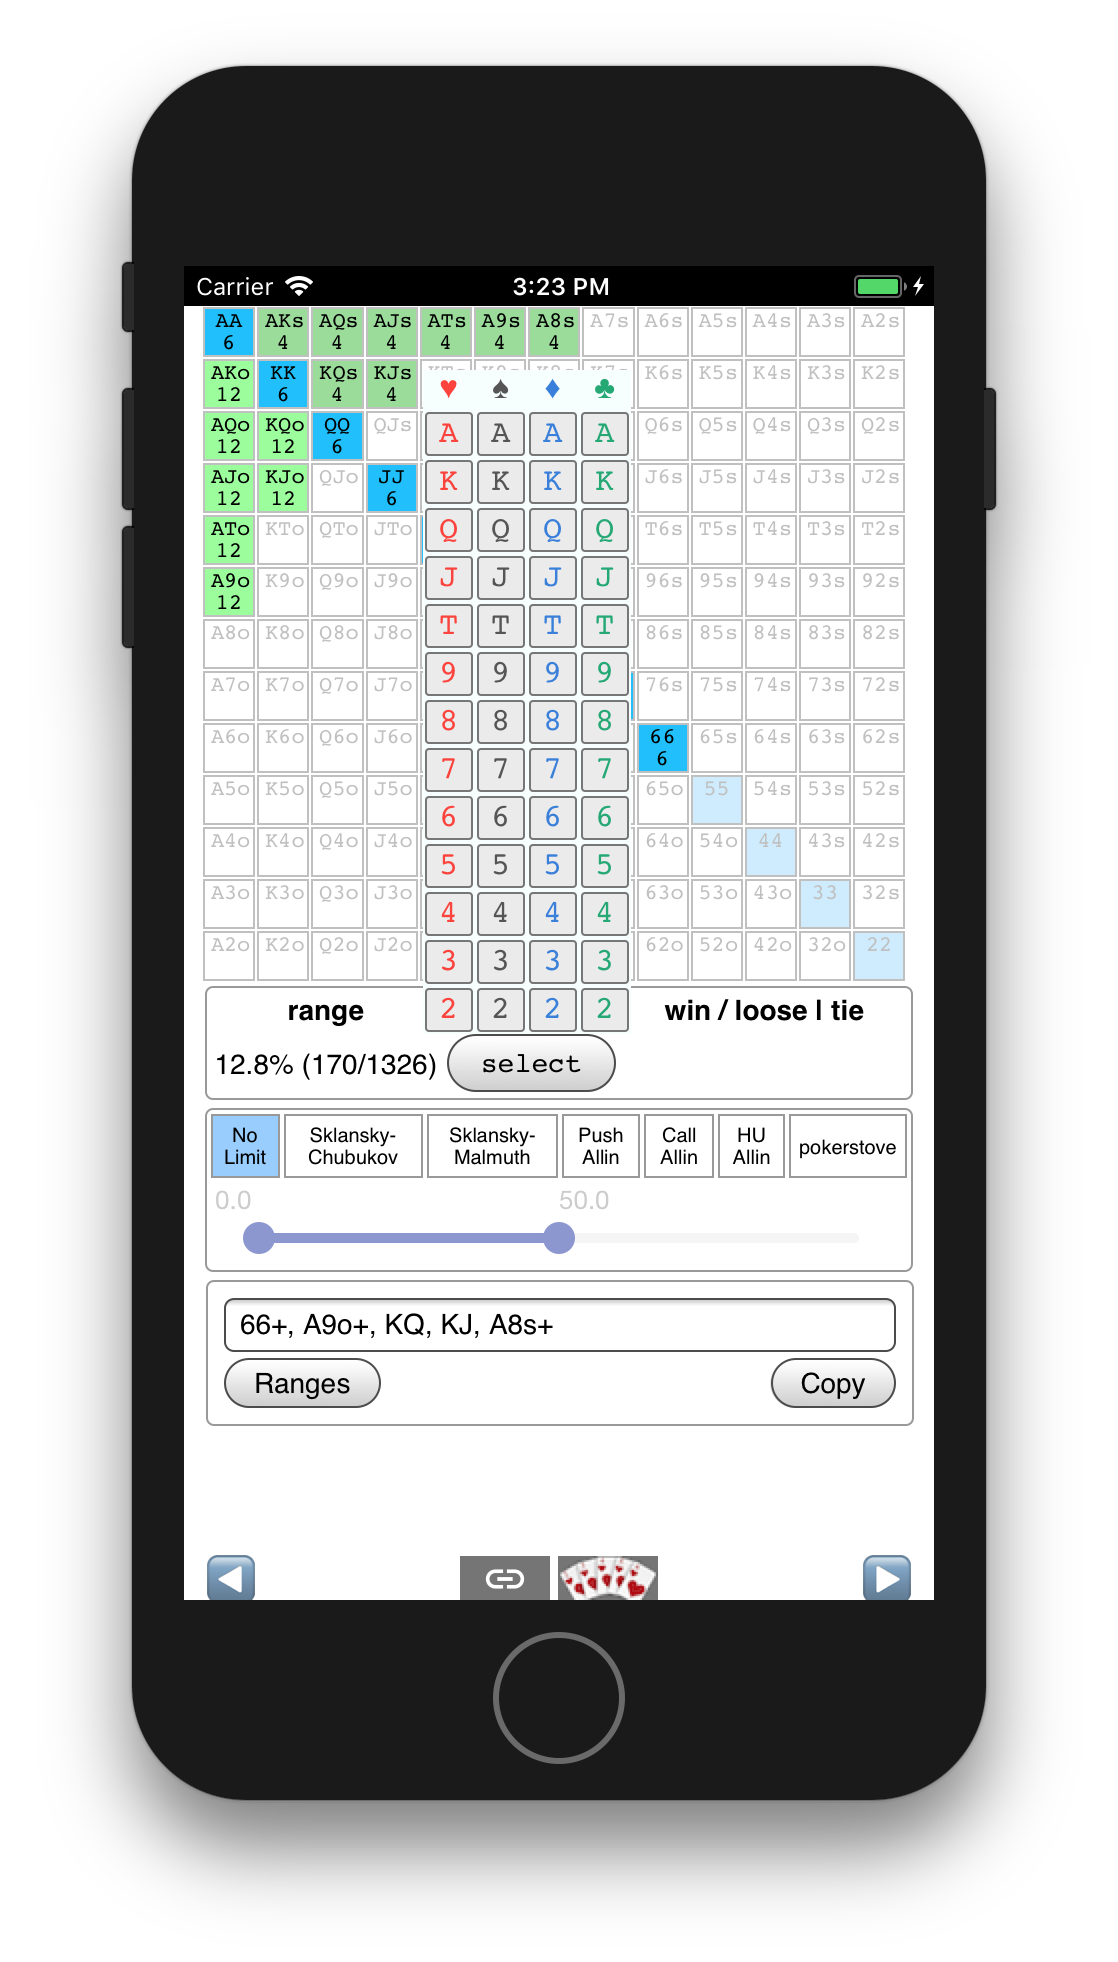 Carrier 3:23 PM
AA AKs AQs AJs ATs A9s A8s A7s A6s A5s A4s A3s A2s
6 4 4 4 4 4 4
AKo KK KQs KJs KTs K9s K8s K7s K6s K5s K4s K3s K2s
12 6 4 4
♥ ♠ ♦ ♣
AQo KQo QQ QJs A A A A Q6s Q5s Q4s Q3s Q2s
12 12 6
AJo KJo QJo JJ K K K K J6s J5s J4s J3s J2s
12 12 6
ATo KTo QTo JTo Q Q Q Q T6s T5s T4s T3s T2s
12
A9o K9o Q9o J9o J J J J 96s 95s 94s 93s 92s
12
A8o K8o Q8o J8o T T T T 86s 85s 84s 83s 82s
A7o K7o Q7o J7o 9 9 9 9 76s 75s 74s 73s 72s
8 8 8 8
A6o K6o Q6o J6o 66 65s 64s 63s 62s
6
7 7 7 7
A5o K5o Q5o J5o 65o 55 54s 53s 52s
6 6 6 6
A4o K4o Q4o J4o 64o 54o 44 43s 42s
5 5 5 5
A3o K3o Q3o J3o 63o 53o 43o 33 32s
4 4 4 4
A2o K2o Q2o J2o 3 3 3 3 62o 52o 42o 32o 22
range 2 2 2 2 win / loose | tie
12.8% (170/1326) select
No Limit Sklansky-Chubukov Sklansky-Malmuth Push Allin Call Allin HU Allin pokerstove
0.0 50.0
66+, A9o+, KQ, KJ, A8s+
Ranges Copy